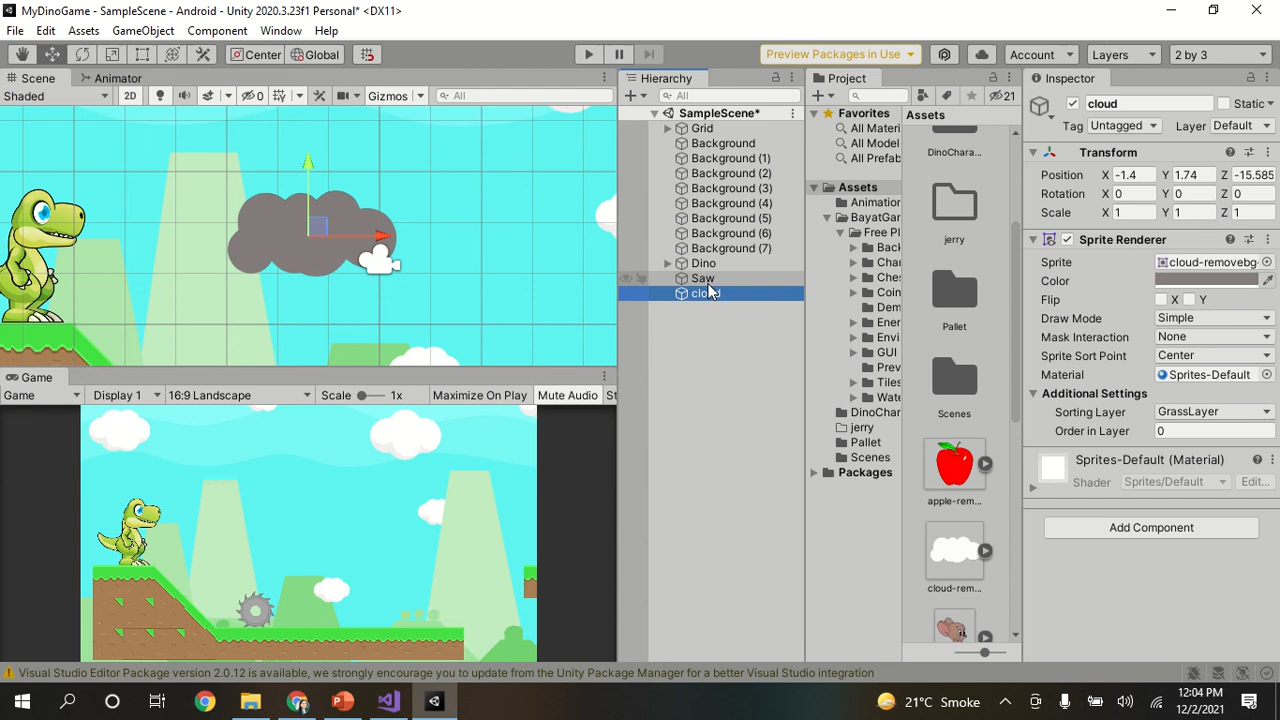 MyDinoGame - SampleScene - Android - Unity 2020.3.23f1 Personal* <DX11>
File Edit Assets GameObject Component Window Help
Center Global Preview Packages in Use Account Layers 2 by 3
Scene Animator
Shaded 2D 0 Gizmos All
Game
Game Display 1 16:9 Landscape Scale 1x Maximize On Play Mute Audio St
Hierarchy
All
SampleScene*
Grid
Background
Background (1)
Background (2)
Background (3)
Background (4)
Background (5)
Background (6)
Background (7)
Dino
Saw
cloud
Project
21
Favorites
All Materi
All Model
All Prefab
Assets
Animation
BayatGam
Free Pl
Back
Char
Ches
Coin
Dem
Ener
Envi
GUI
Prev
Tiles
Wate
DinoChar
jerry
Pallet
Scenes
Packages
Assets
DinoChara...
jerry
Pallet
Scenes
apple-rem...
cloud-rem...
Inspector
cloud Static
Tag Untagged Layer Default
Transform
Position X -1.4 Y 1.74 Z -15.585
Rotation X 0 Y 0 Z 0
Scale X 1 Y 1 Z 1
Sprite Renderer
Sprite cloud-removebg-
Color
Flip X Y
Draw Mode Simple
Mask Interaction None
Sprite Sort Point Center
Material Sprites-Default
Additional Settings
Sorting Layer GrassLayer
Order in Layer 0
Sprites-Default (Material)
Shader Sprites/Default Edit...
Add Component
Visual Studio Editor Package version 2.0.12 is available, we strongly encourage you to update from the Unity Package Manager for a better Visual Studio integration
21°C Smoke
12:04 PM
12/2/2021